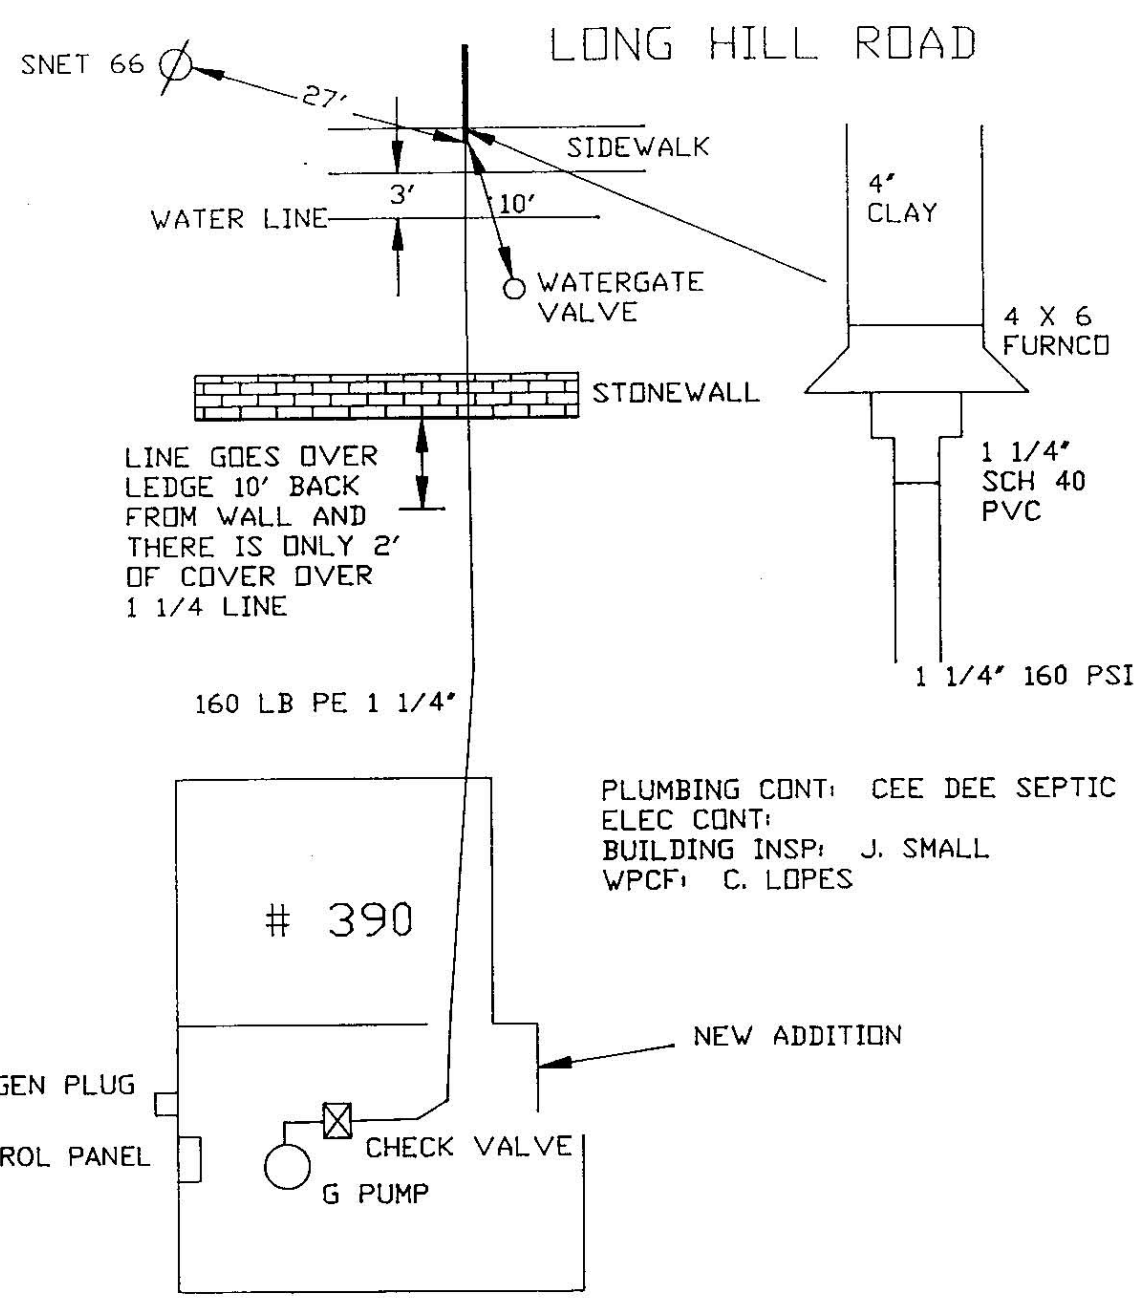 LONG HILL ROAD
SNET 66
27'
SIDEWALK
3'
10'
WATER LINE
WATERGATE
VALVE
4"
CLAY
4 X 6
FURNCO
STONEWALL
LINE GOES OVER
LEDGE 10' BACK
FROM WALL AND
THERE IS ONLY 2'
OF COVER OVER
1 1/4 LINE
1 1/4"
SCH 40
PVC
1 1/4" 160 PSI
160 LB PE 1 1/4"
PLUMBING CONT: CEE DEE SEPTIC
ELEC CONT:
BUILDING INSP: J. SMALL
WPCF: C. LOPES
# 390
NEW ADDITION
GEN PLUG
ROL PANEL
CHECK VALVE
G PUMP